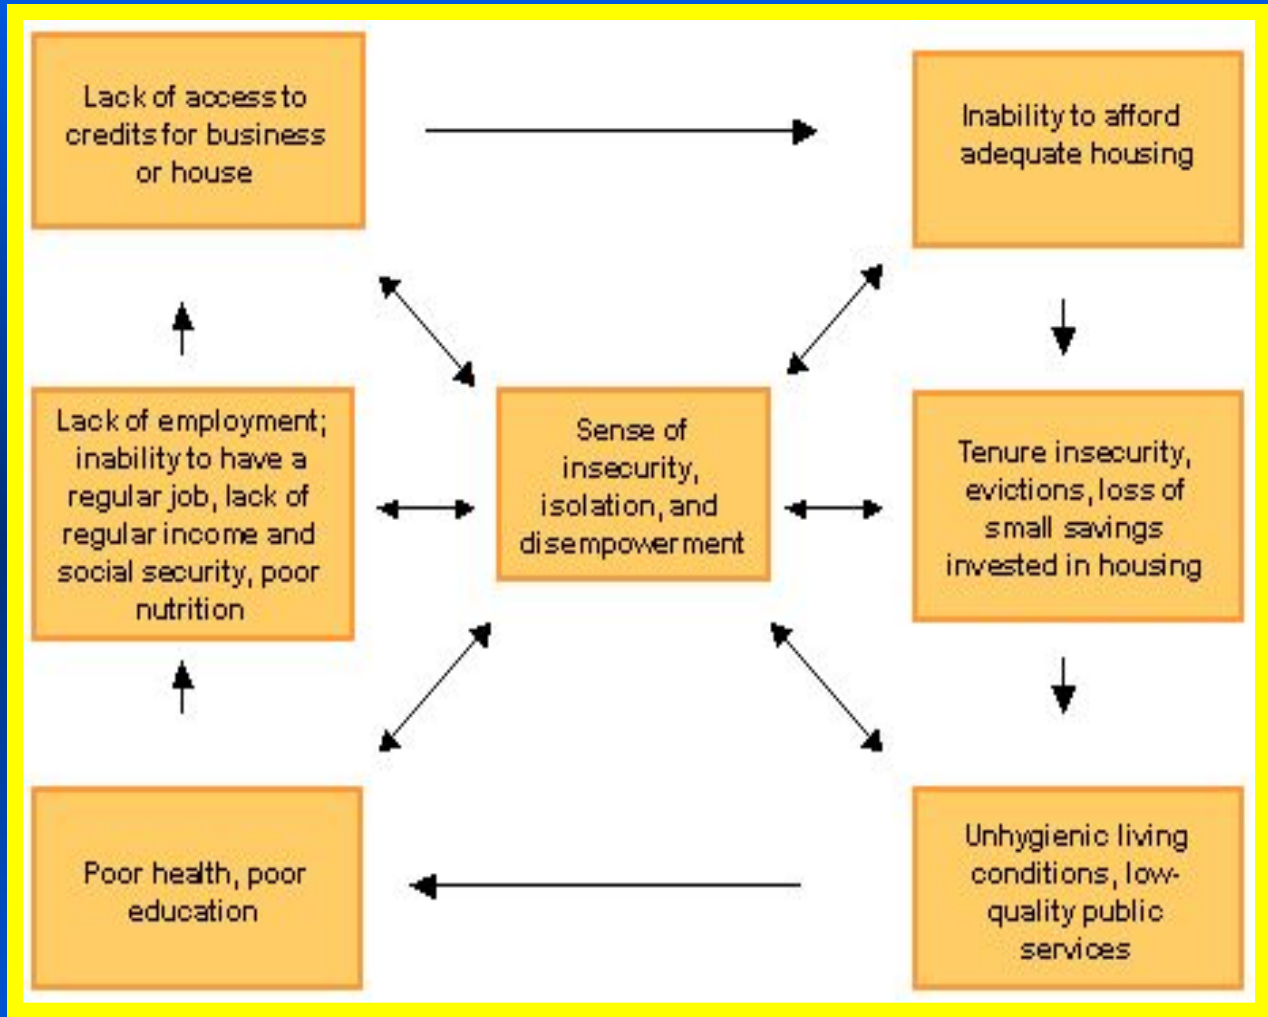 Lack of access to
credits for business
or house
Inability to afford
adequate housing
Lack of employment;
inability to have a
regular job, lack of
regular income and
social security, poor
nutrition
Sense of
insecurity,
isolation, and
disempowerment
Tenure insecurity,
evictions, loss of
small savings
invested in housing
Poor health, poor
education
Unhygienic living
conditions, low-
quality public
services